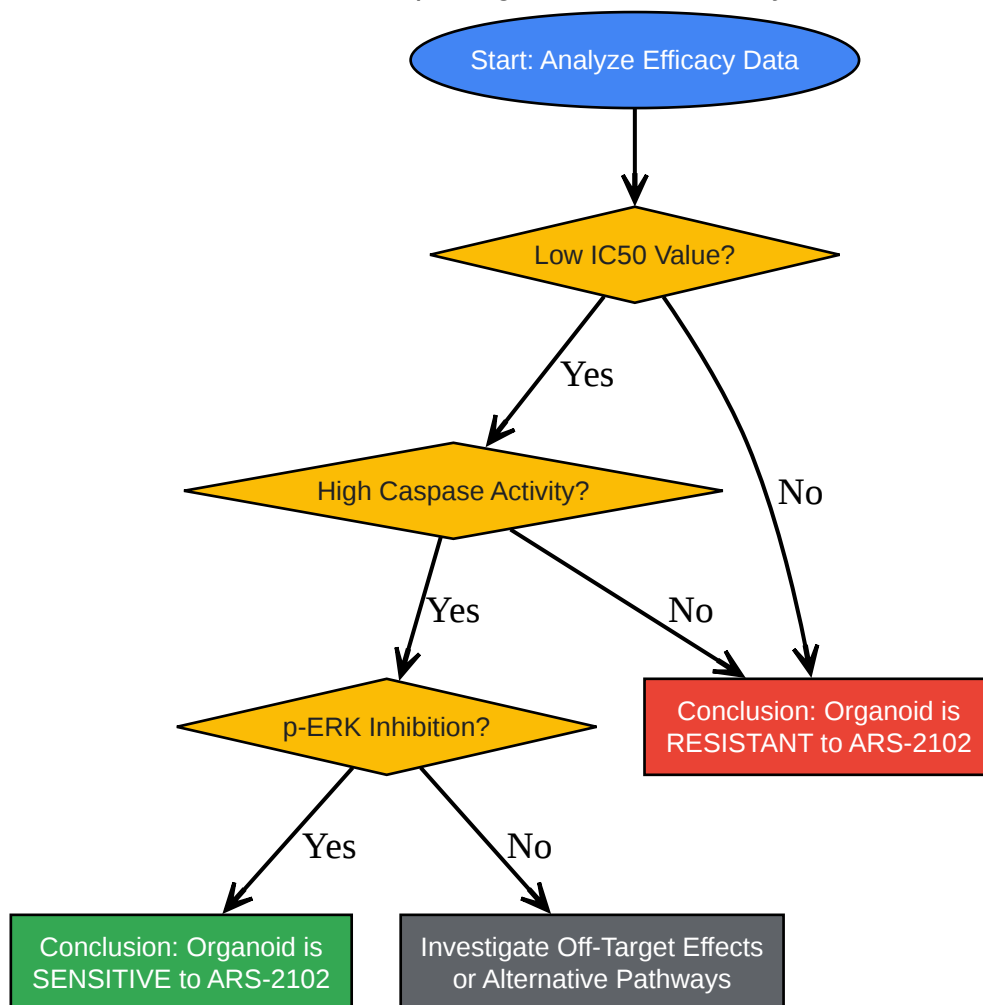 Start: Analyze Efficacy Data
Low IC50 Value?
Yes
High Caspase Activity?
No
Yes
No
p-ERK Inhibition?
Conclusion: Organoid is
RESISTANT to ARS-2102
Yes
No
Conclusion: Organoid is
SENSITIVE to ARS-2102
Investigate Off-Target Effects
or Alternative Pathways